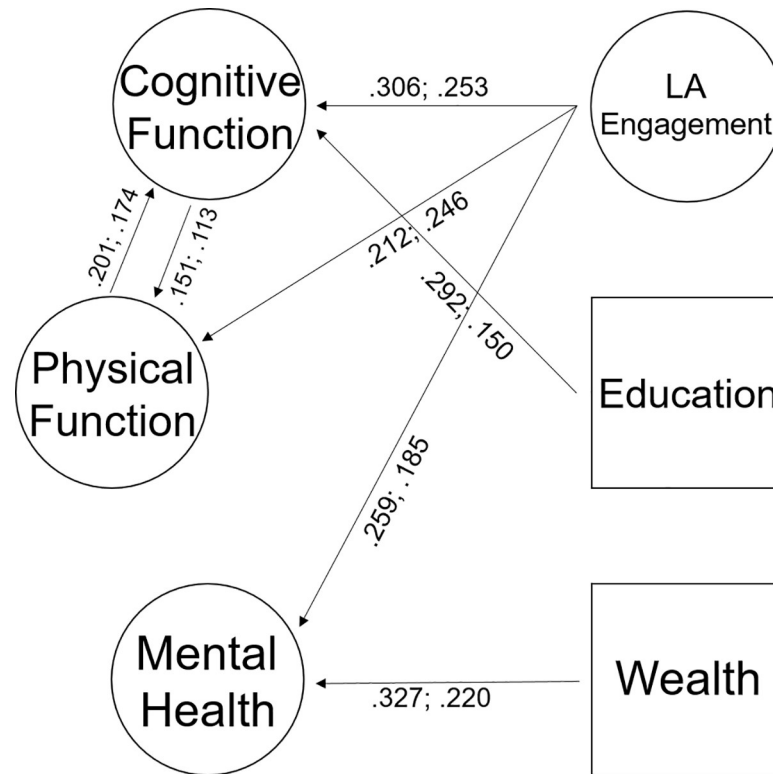 Cognitive
Function
.306; .253
LA
Engagement
.201; .174
.151; .113
.212; .246
.292; .150
Physical
Function
Education
.259; .185
Mental
Health
.327; .220
Wealth